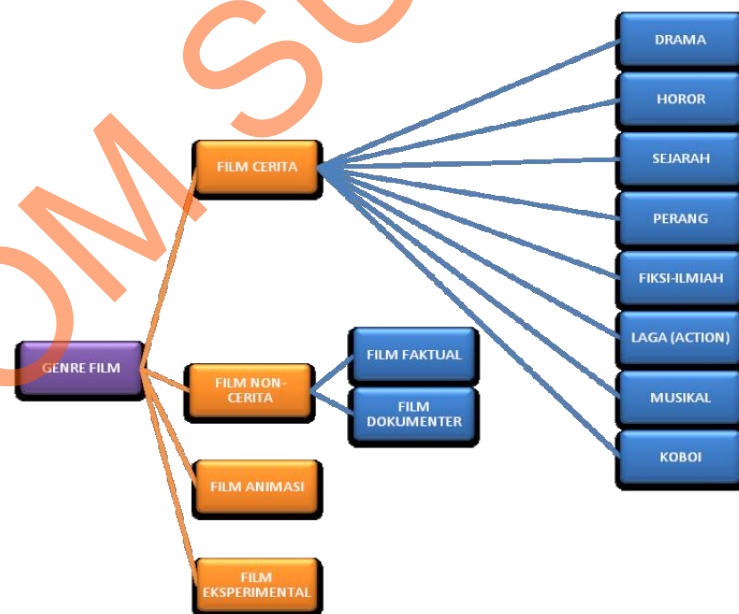 GENRE FILM
FILM CERITA
DRAMA
HOROR
SEJARAH
PERANG
FIKSI-ILMIAH
LAGA (ACTION)
MUSIKAL
KOBOI
FILM NON-
CERITA
FILM FAKTUAL
FILM
DOKUMENTER
FILM ANIMASI
FILM
EKSPERIMENTAL